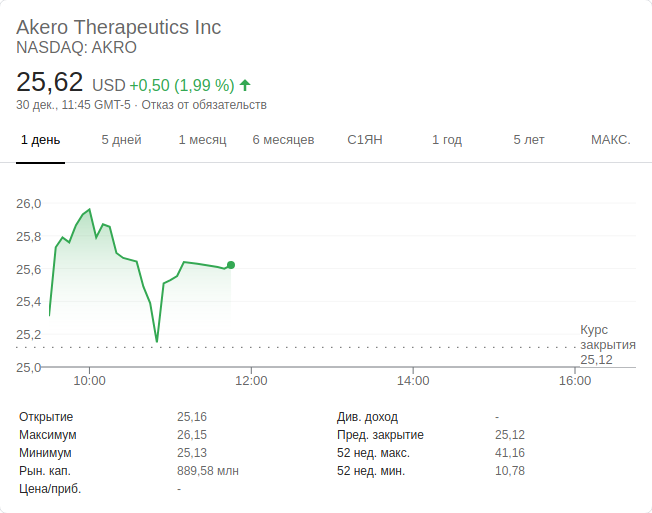 Akero Therapeutics Inc
NASDAQ: AKRO
25,62 USD +0,50 (1,99 %)
30 дек., 11:45 GMT-5 · Отказ от обязательств
1 день 5 дней 1 месяц 6 месяцев С1ЯН 1 год 5 лет МАКС.
26,0
25,8
25,6
25,4
25,2
25,0
Курс
закрытия
25,12
10:00 12:00 14:00 16:00
Открытие 25,16 Див. доход -
Максимум 26,15 Пред. закрытие 25,12
Минимум 25,13 52 нед. макс. 41,16
Рын. кап. 889,58 млн 52 нед. мин. 10,78
Цена/приб. -